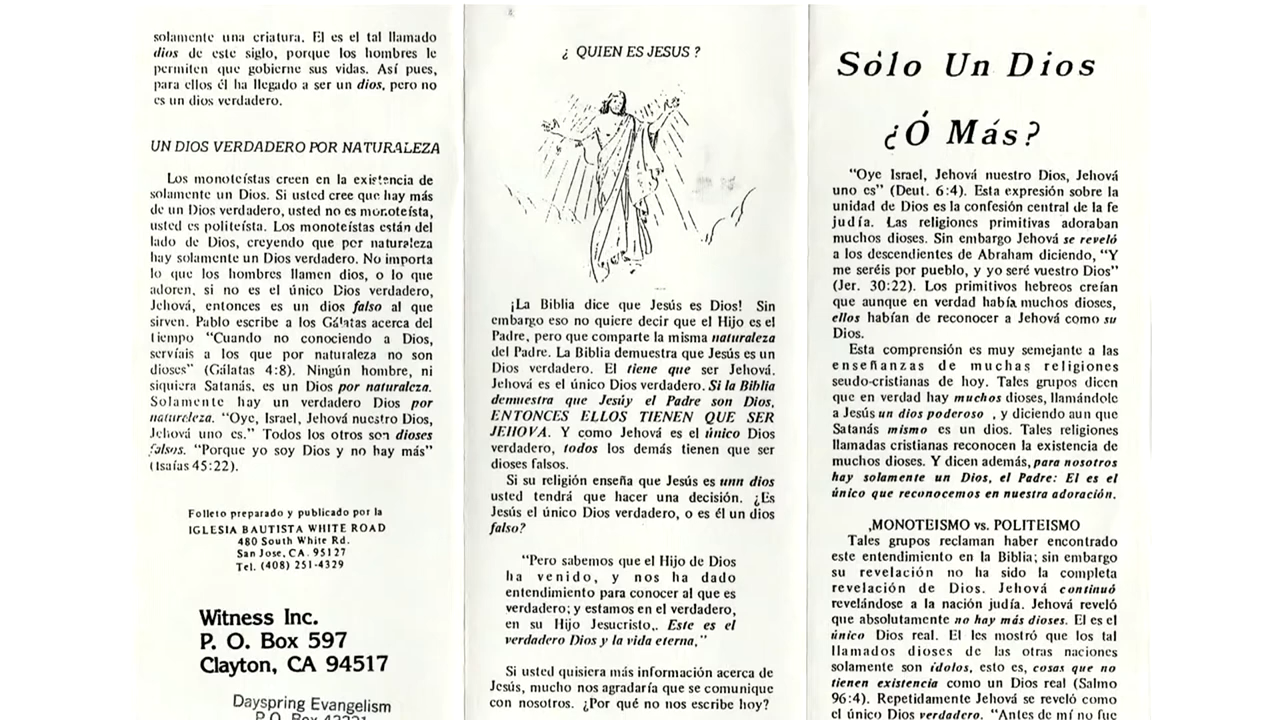 solamente una criatura. El es el tal llamado
dios de este siglo, porque los hombres le
permiten que gobierne sus vidas. Así pues,
para ellos él ha llegado a ser un dios, pero no
es un dios verdadero.
UN DIOS VERDADERO POR NATURALEZA
Los monoteístas creen en la existencia de
solamente un Dios. Si usted cree que hay más
de un Dios verdadero, usted no es monoteísta,
usted es politeísta. Los monoteístas están del
lado de Dios, creyendo que por naturaleza
hay solamente un Dios verdadero. No importa
lo que los hombres llamen dios, o lo que
adoren, si no es el único Dios verdadero,
Jehová, entonces es un dios falso al que
sirven. Pablo escribe a los Gálatas acerca del
tiempo "Cuando no conociendo a Dios,
servíais a los que por naturaleza no son
dioses" (Gálatas 4:8). Ningún hombre, ni
siquiera Satanás, es un Dios por naturaleza.
Solamente hay un verdadero Dios por
naturaleza. "Oye, Israel, Jehová nuestro Dios,
Jehová uno es." Todos los otros son dioses
falsos. "Porque yo soy Dios y no hay más"
(Isaías 45:22).
Folleto preparado y publicado por la
IGLESIA BAUTISTA WHITE ROAD
480 South White Rd.
San Jose, CA. 95127
Tel. (408) 251-4329
Witness Inc.
P. O. Box 597
Clayton, CA 94517
Dayspring Evangelism
P.O. Box
¿ QUIEN ES JESUS ?
¡La Biblia dice que Jesús es Dios! Sin
embargo eso no quiere decir que el Hijo es el
Padre, pero que comparte la misma naturaleza
del Padre. La Biblia demuestra que Jesús es un
Dios verdadero. El tiene que ser Jehová.
Jehová es el único Dios verdadero. Si la Biblia
demuestra que Jesúy el Padre son Dios,
ENTONCES ELLOS TIENEN QUE SER
JEHOVA. Y como Jehová es el único Dios
verdadero, todos los demás tienen que ser
dioses falsos.
Si su religión enseña que Jesús es unn dios
usted tendrá que hacer una decisión. ¿Es
Jesús el único Dios verdadero, o es él un dios
falso?
"Pero sabemos que el Hijo de Dios
ha venido, y nos ha dado
entendimiento para conocer al que es
verdadero; y estamos en el verdadero,
en su Hijo Jesucristo,. Este es el
verdadero Dios y la vida eterna,"
Si usted quisiera más información acerca de
Jesús, mucho nos agradaría que se comunique
con nosotros. ¿Por qué no nos escribe hoy?
Sólo Un Dios
¿Ó Más?
"Oye Israel, Jehová nuestro Dios, Jehová
uno es" (Deut. 6:4). Esta expresión sobre la
unidad de Dios es la confesión central de la fe
judía. Las religiones primitivas adoraban
muchos dioses. Sin embargo Jehová se reveló
a los descendientes de Abraham diciendo, "Y
me seréis por pueblo, y yo seré vuestro Dios"
(Jer. 30:22). Los primitivos hebreos creían
que aunque en verdad había muchos dioses,
ellos habían de reconocer a Jehová como su
Dios.
Esta comprensión es muy semejante a las
enseñanzas de muchas religiones
seudo-cristianas de hoy. Tales grupos dicen
que en verdad hay muchos dioses, llamándole
a Jesús un dios poderoso , y diciendo aun que
Satanás mismo es un dios. Tales religiones
llamadas cristianas reconocen la existencia de
muchos dioses. Y dicen además, para nosotros
hay solamente un Dios, el Padre: El es el
único que reconocemos en nuestra adoración.
MONOTEISMO vs. POLITEISMO
Tales grupos reclaman haber encontrado
este entendimiento en la Biblia; sin embargo
su revelación no ha sido la completa
revelación de Dios. Jehová continuó
revelándose a la nación judía. Jehová reveló
que absolutamente no hay más dioses. El es el
único Dios real. El les mostró que los tal
llamados dioses de las otras naciones
solamente son ídolos, esto es, cosas que no
tienen existencia como un Dios real (Salmo
96:4). Repetidamente Jehová se reveló como
el único Dios verdadero. "Antes de mí no fue